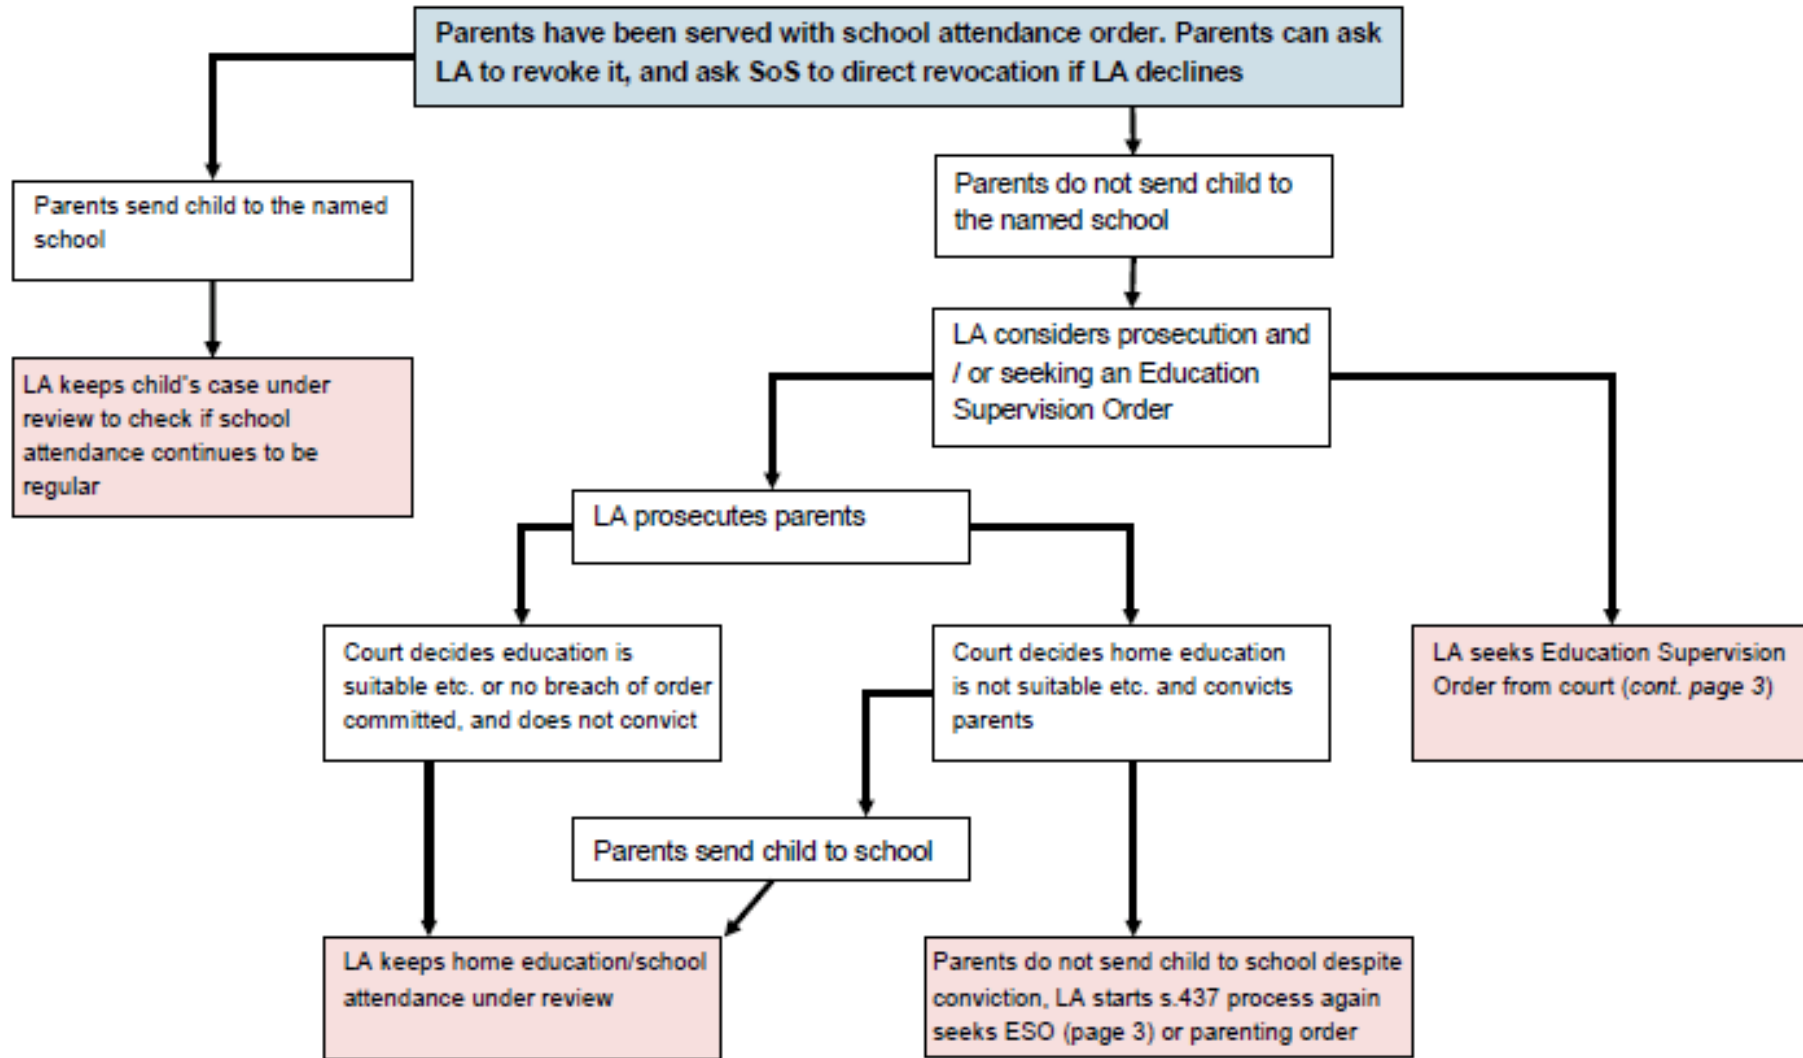 Parents have been served with school attendance order. Parents can ask
LA to revoke it, and ask SoS to direct revocation if LA declines
Parents send child to the named
school
Parents do not send child to
the named school
LA keeps child's case under
review to check if school
attendance continues to be
regular
LA considers prosecution and
/ or seeking an Education
Supervision Order
LA prosecutes parents
Court decides education is
suitable etc. or no breach of order
committed, and does not convict
Court decides home education
is not suitable etc. and convicts
parents
LA seeks Education Supervision
Order from court (cont. page 3)
Parents send child to school
LA keeps home education/school
attendance under review
Parents do not send child to school despite
conviction, LA starts s.437 process again
seeks ESO (page 3) or parenting order